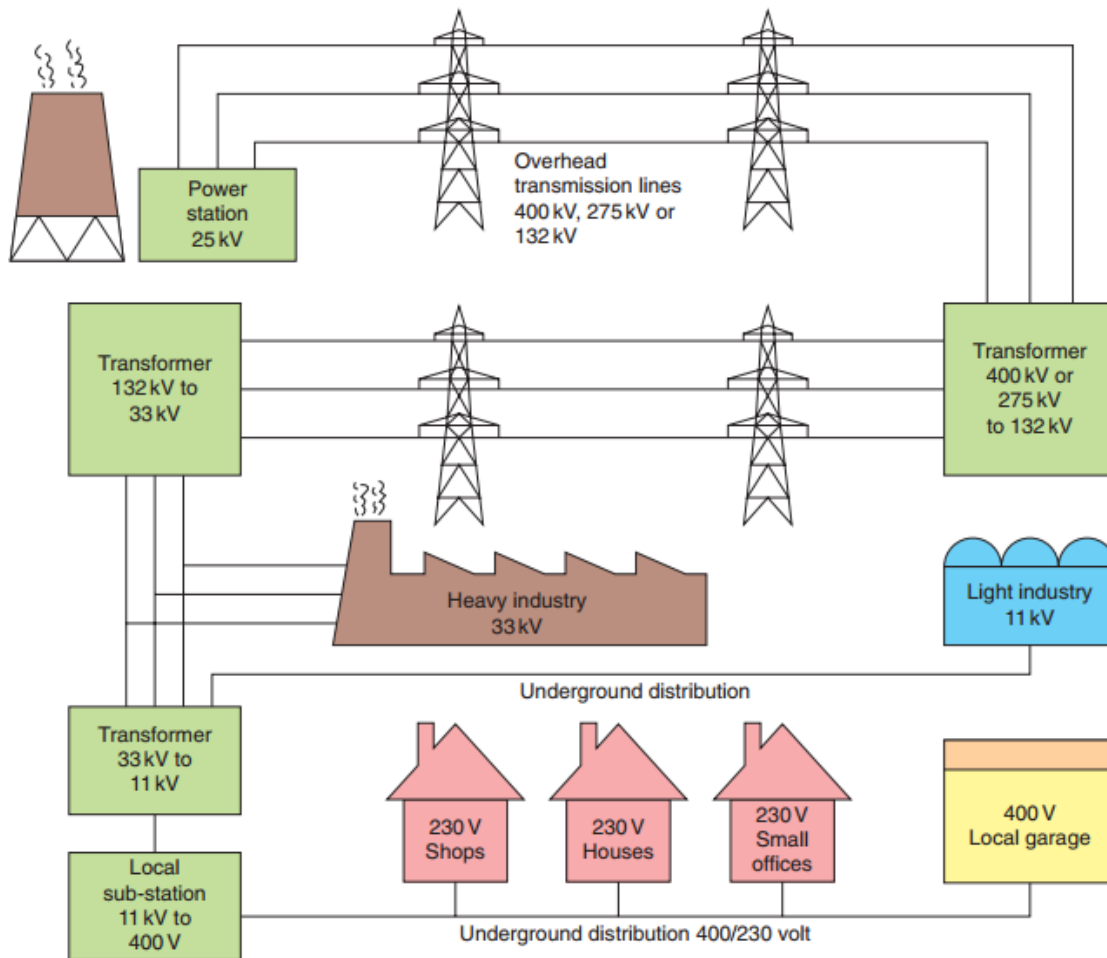 Power
station
25 kV
Overhead
transmission lines
400 kV, 275 kV or
132 kV
Transformer
132 kV to
33 kV
Transformer
400 kV or
275 kV
to 132 kV
Heavy industry
33 kV
Light industry
11 kV
Underground distribution
Transformer
33 kV to
11 kV
230 V
Shops
230 V
Houses
230 V
Small
offices
400 V
Local garage
Local
sub-station
11 kV to
400 V
Underground distribution 400/230 volt